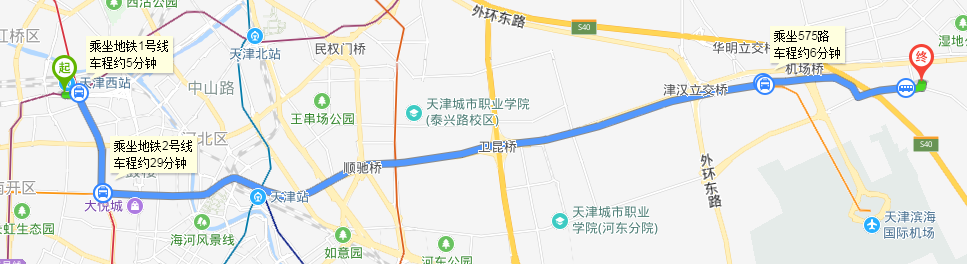 西沽公园
江桥区
乘坐地铁1号线
车程约5分钟
起
天津西站
天津北站
民权门桥
中山路
王串场公园
天津城市职业学院
(泰兴路校区)
外环东路
S40
华明立交桥
乘坐575路
车程约6分钟
机场桥
终
湿地公
津汉立交桥
河北区
乘坐地铁2号线
车程约29分钟
鼓楼
南开区
大悦城
顺驰桥
卫昆桥
天津站
外环东路
S40
长虹生态园
海河风景线
如意园
河东公园
天津城市职业
学院(河东分院)
天津滨海
国际机场